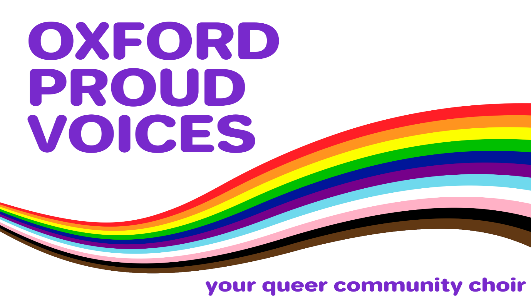 OXFORD
PROUD
VOICES
your queer community choir